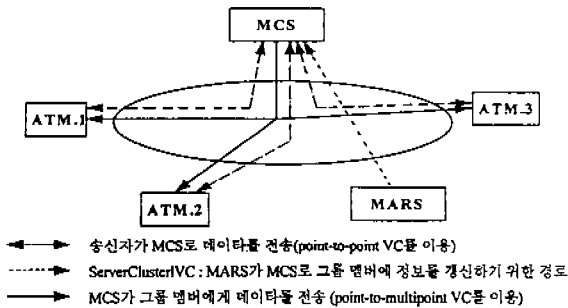 MCS
ATM.1
ATM.3
ATM.2
MARS
송신자가 MCS로 데이타를 전송(point-to-point VC를 이용)
ServerClusterVC : MARS가 MCS로 그룹 멤버에 정보를 갱신하기 위한 경로
MCS가 그룹 멤버에게 데이타를 전송 (point-to-multipoint VC를 이용)